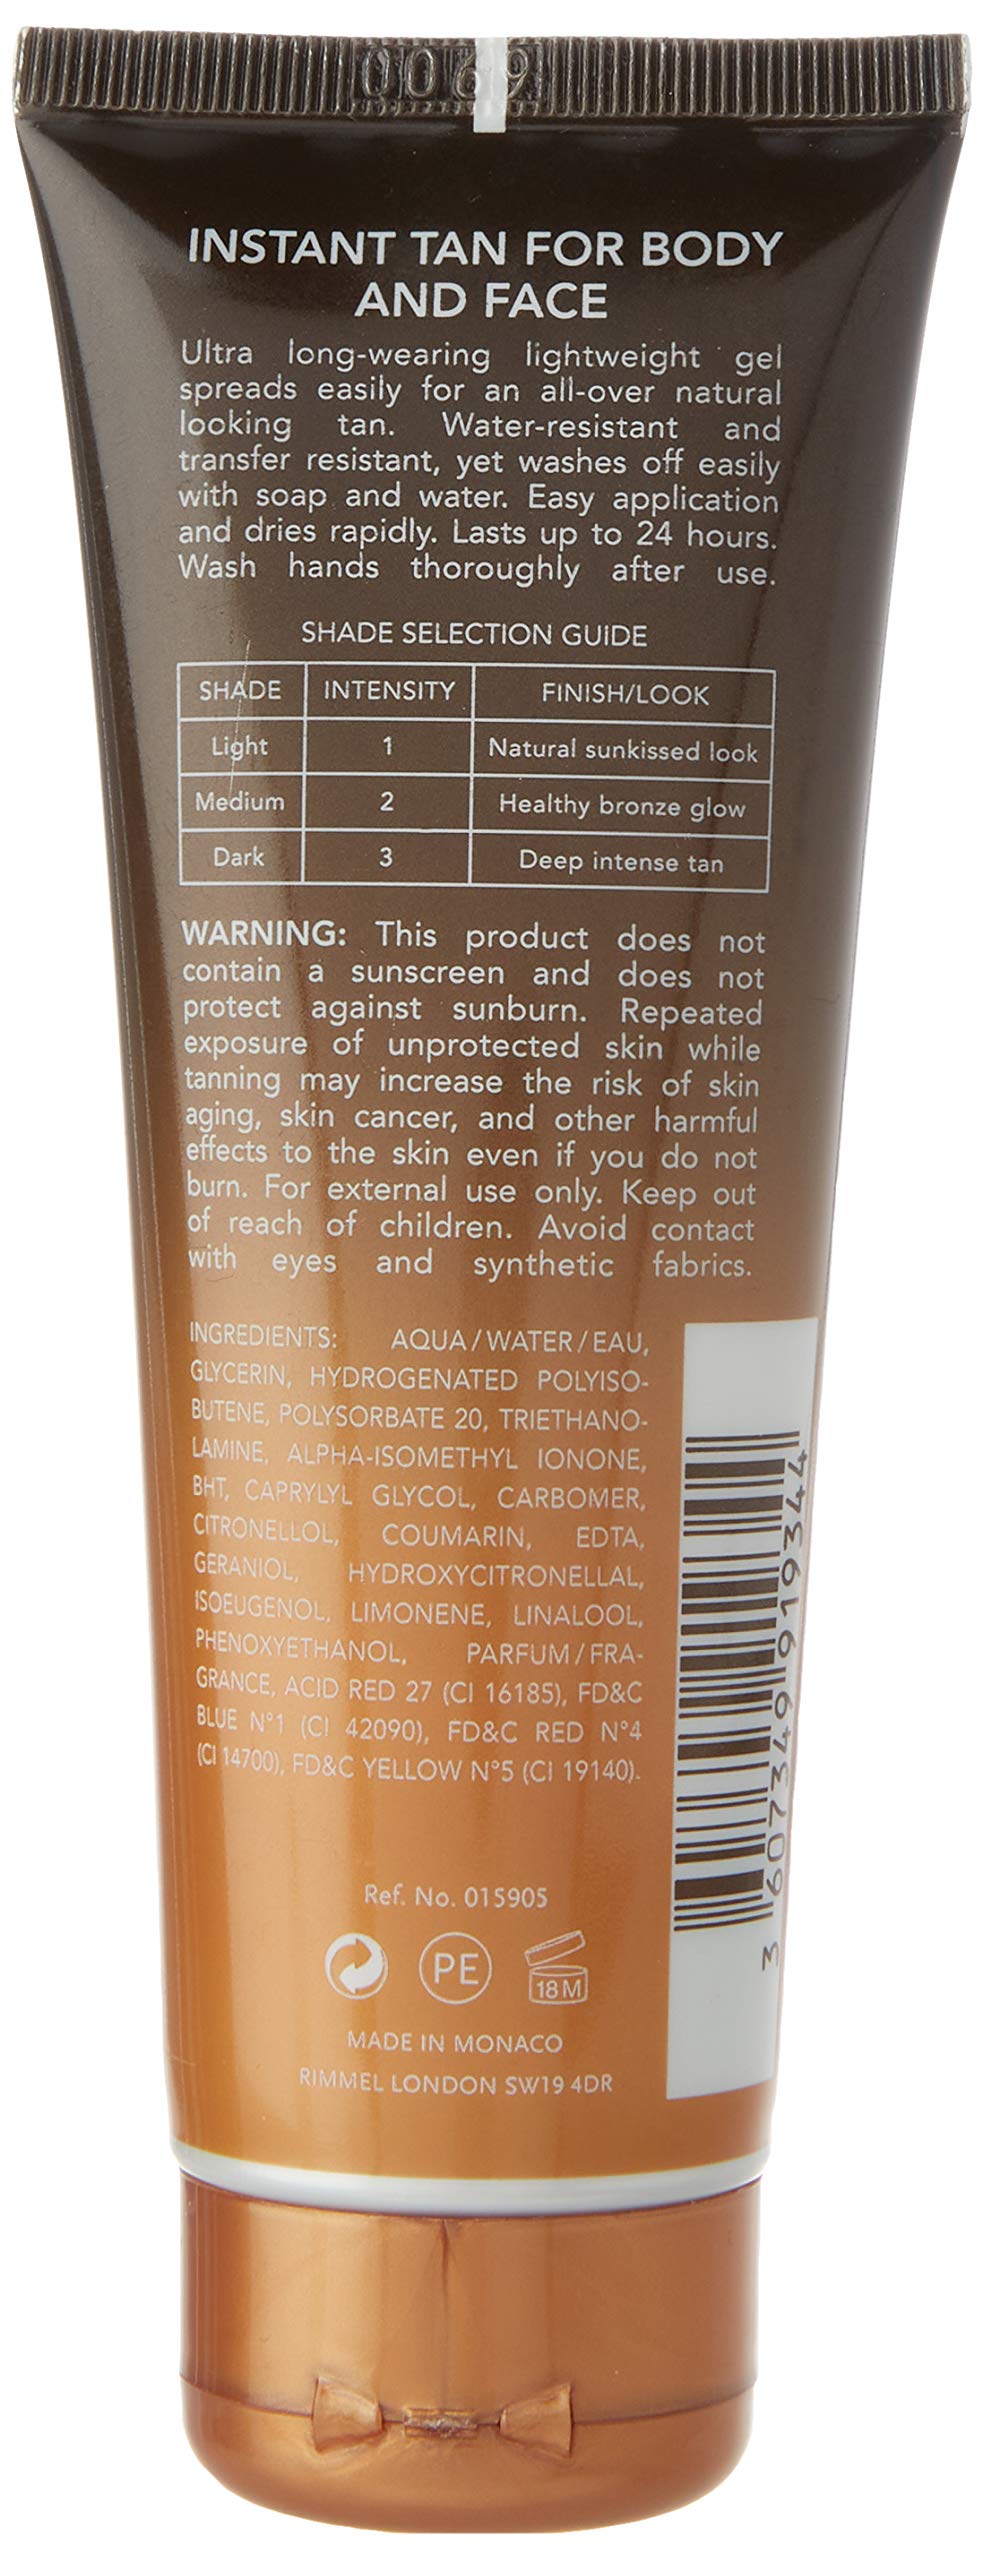 0069
INSTANT TAN FOR BODY
AND FACE
Ultra long-wearing lightweight gel
spreads easily for an all-over natural
looking tan. Water-resistant and
transfer resistant, yet washes off easily
with soap and water. Easy application
and dries rapidly. Lasts up to 24 hours.
Wash hands thoroughly after use.
SHADE SELECTION GUIDE
SHADE INTENSITY FINISH/LOOK
Light 1 Natural sunkissed look
Medium 2 Healthy bronze glow
Dark 3 Deep intense tan
WARNING: This product does not
contain a sunscreen and does not
protect against sunburn. Repeated
exposure of unprotected skin while
tanning may increase the risk of skin
aging, skin cancer, and other harmful
effects to the skin even if you do not
burn. For external use only. Keep out
of reach of children. Avoid contact
with eyes and synthetic fabrics.
INGREDIENTS: AQUA/WATER/EAU,
GLYCERIN, HYDROGENATED POLYISO-
BUTENE, POLYSORBATE 20, TRIETHANO-
LAMINE, ALPHA-ISOMETHYL IONONE,
BHT, CAPRYLYL GLYCOL, CARBOMER,
CITRONELLOL, COUMARIN, EDTA,
GERANIOL, HYDROXYCITRONELLAL,
ISOEUGENOL, LIMONENE, LINALOOL,
PHENOXYETHANOL, PARFUM/FRA-
GRANCE, ACID RED 27 (CI 16185), FD&C
BLUE N°1 (CI 42090), FD&C RED N°4
(CI 14700), FD&C YELLOW N°5 (CI 19140).
3 607349 919344
Ref. No. 015905
PE
18M
MADE IN MONACO
RIMMEL LONDON SW19 4DR